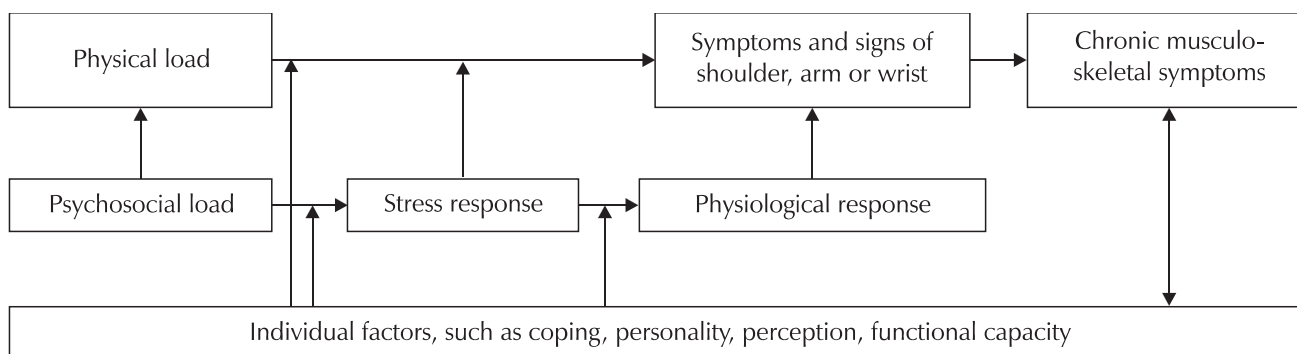 Physical load
Symptoms and signs of
shoulder, arm or wrist
Chronic musculo-
skeletal symptoms
Psychosocial load
Stress response
Physiological response
Individual factors, such as coping, personality, perception, functional capacity